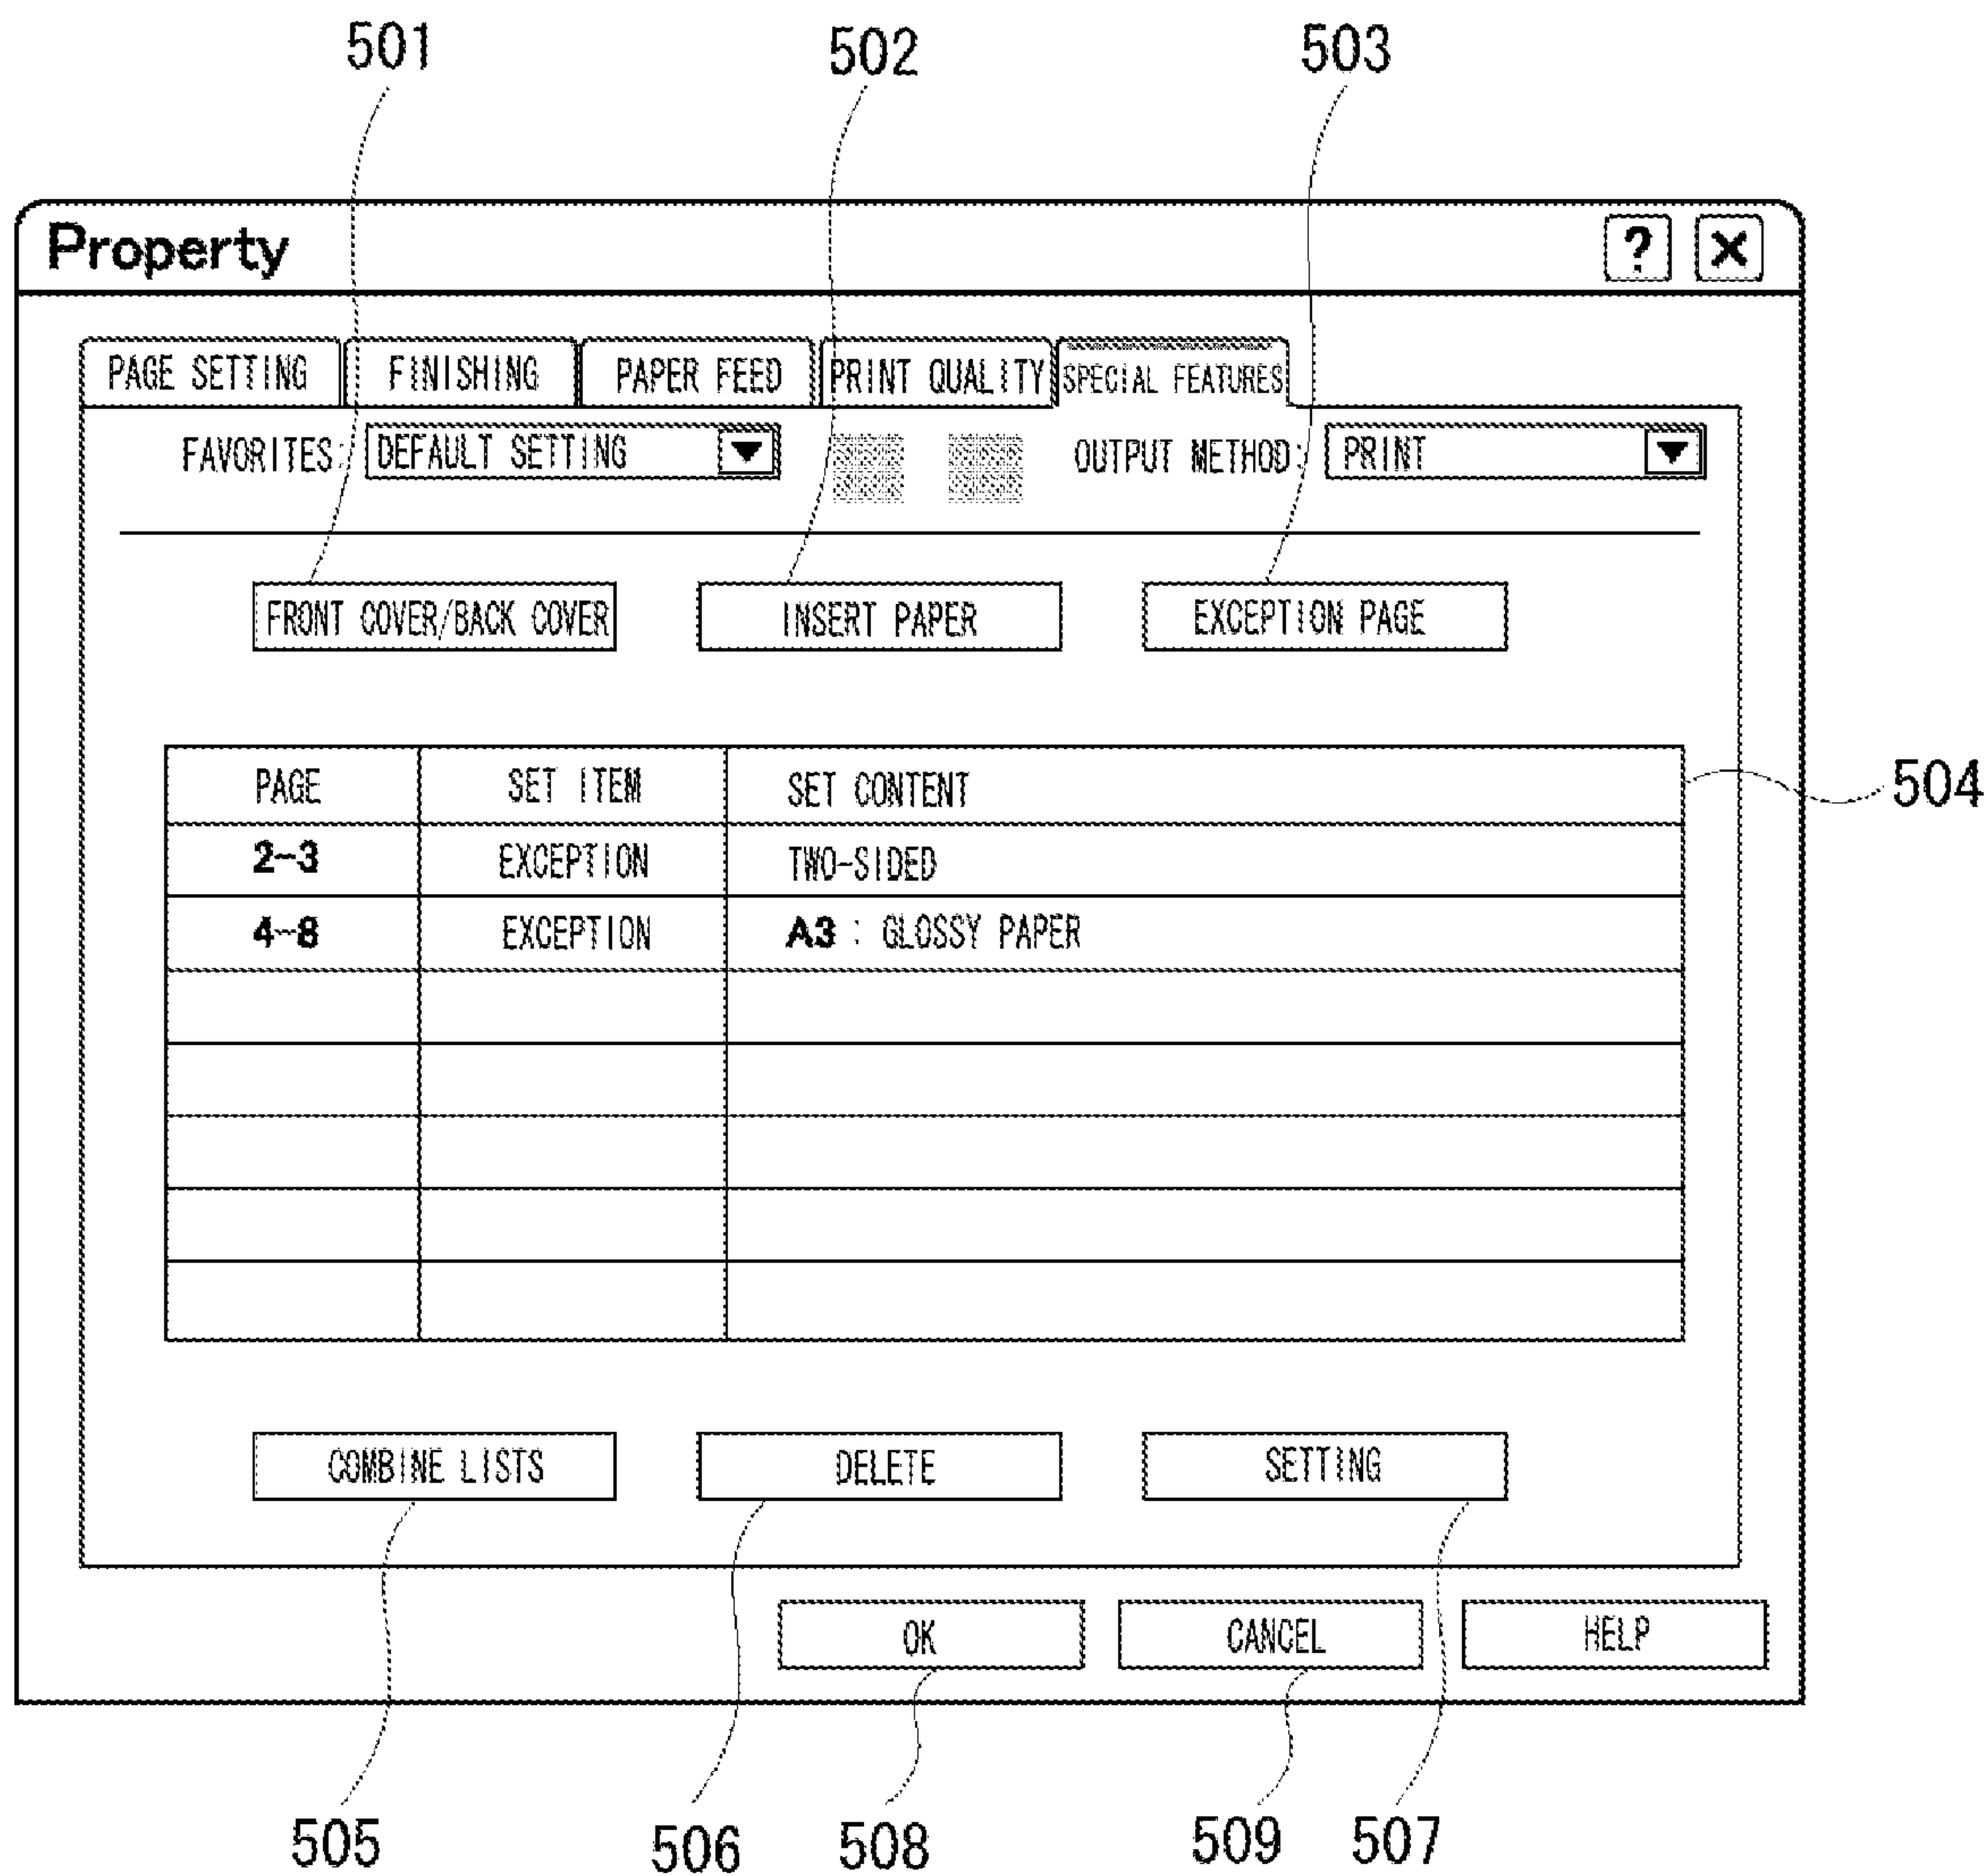 501 502 503
Property ? ×
PAGE SETTING FINISHING PAPER FEED PRINT QUALITY SPECIAL FEATURES
FAVORITES: DEFAULT SETTING OUTPUT METHOD: PRINT
FRONT COVER/BACK COVER INSERT PAPER EXCEPTION PAGE
PAGE SET ITEM SET CONTENT
504
2-3 EXCEPTION TWO-SIDED
4-8 EXCEPTION A3 : GLOSSY PAPER
COMBINE LISTS DELETE SETTING
OK CANCEL HELP
505 506 508 509 507